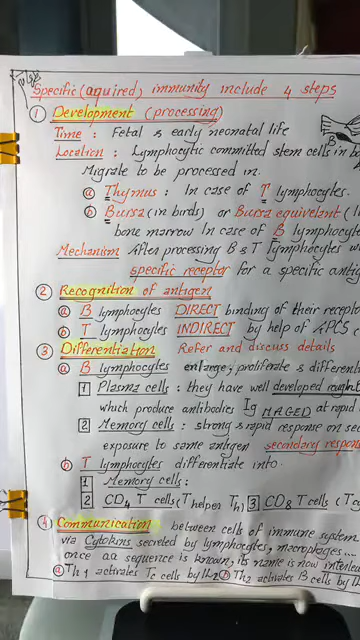 Specific (aquired) immunity include 4 steps
① Development (processing)
Time : Fetal & early neonatal life
Location : Lymphocytic committed stem cells in b
Migrate to be processed in.
ⓐ Thymus : In case of T lymphocytes.
B
ⓑ Bursa (in birds) or Bursa equivalent (
bone marrow In case of B lymphocyte
Mechanism After processing B & T lymphocytes w
specific receptor for a specific antig
② Recognition of antigen
ⓐ B lymphocytes DIRECT binding of their recepto
ⓑ T lymphocytes INDIRECT by help of APCs
③ Differentiation Refer and discuss details
ⓐ B lymphocytes enlarge, proliferate & differenti
1 Plasma cells : they have well developed
which produce antibodies Ig MAGED at rapid
2 Memory cells : strong & rapid response on sec
exposure to same antigen secondary respon
ⓑ T lymphocytes differentiate into.
1 Memory cells :
2 CD4 T cells (T helper Th) 3 CD8 T cells (Tc
④ Communication between cells of immune system
via Cytokins secreted by lymphocytes, macrophages...
once aa sequence is known, its name is now interleu
ⓐ Th1 activates Tc cells by IL2 ⓑ Th2 activates B cells by IL